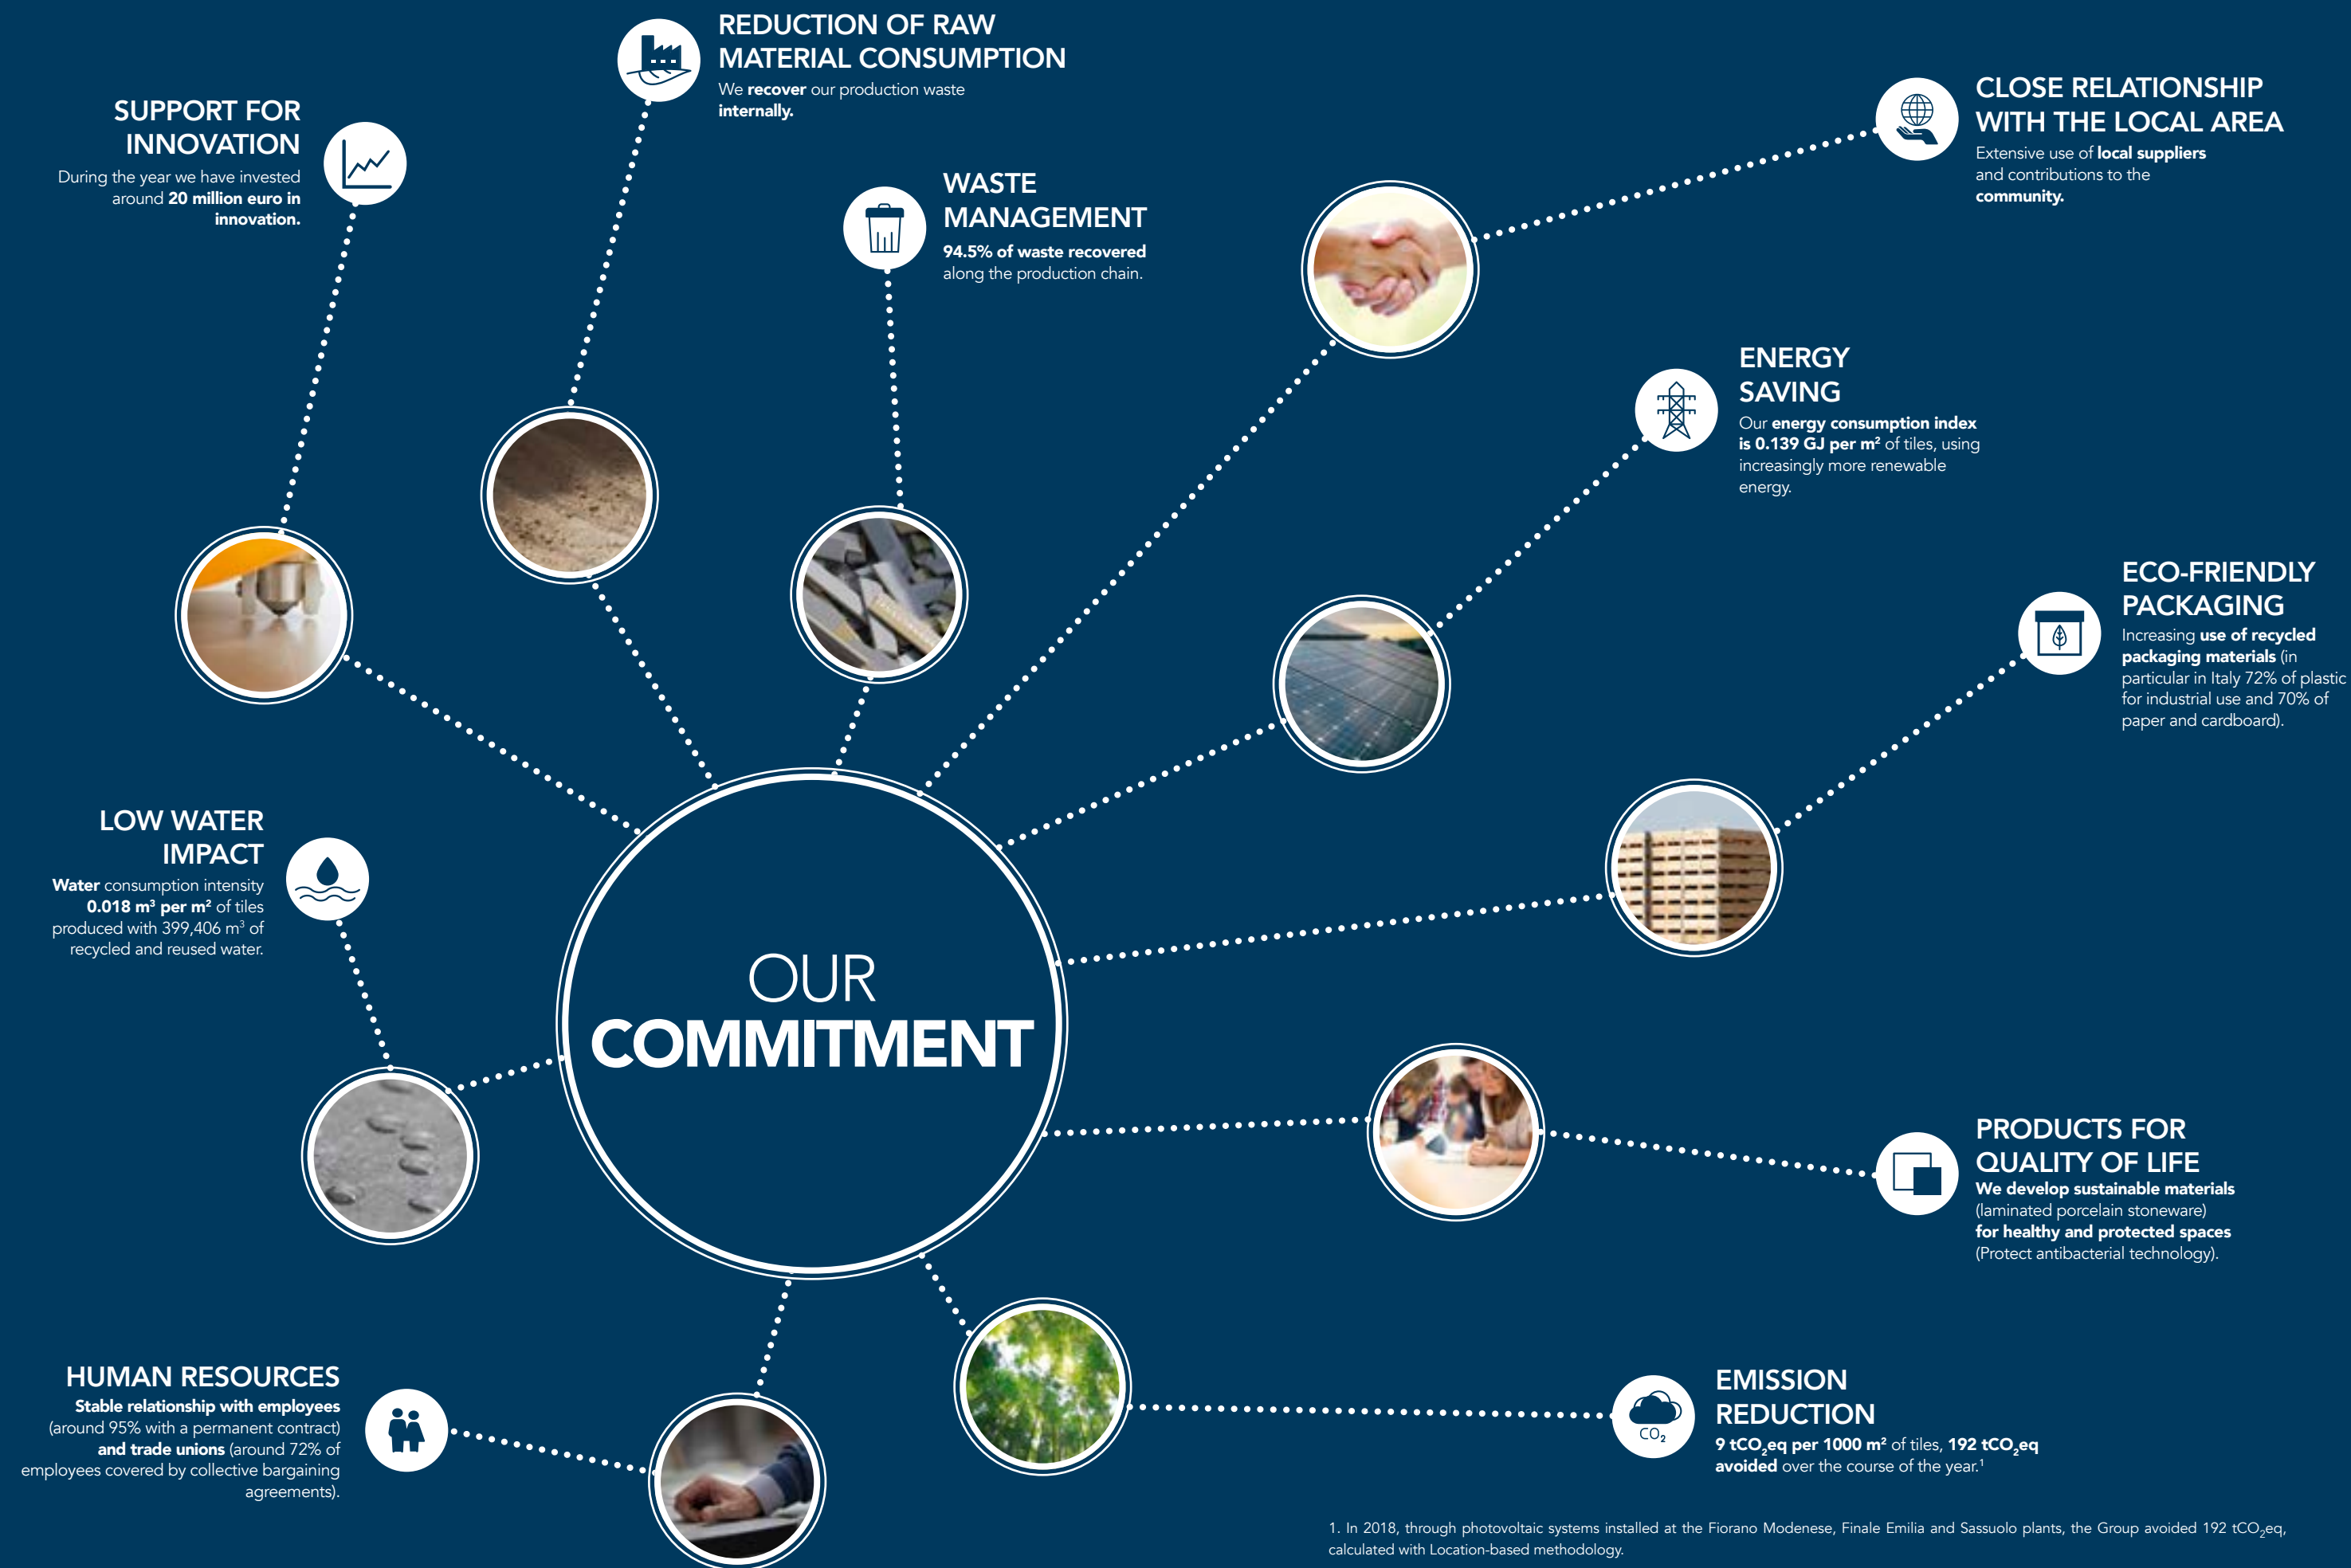 REDUCTION OF RAW
MATERIAL CONSUMPTION
We recover our production waste
internally.
SUPPORT FOR
INNOVATION
During the year we have invested
around 20 million euro in
innovation.
CLOSE RELATIONSHIP
WITH THE LOCAL AREA
Extensive use of local suppliers
and contributions to the
community.
WASTE
MANAGEMENT
94.5% of waste recovered
along the production chain.
ENERGY
SAVING
Our energy consumption index
is 0.139 GJ per m² of tiles, using
increasingly more renewable
energy.
ECO-FRIENDLY
PACKAGING
Increasing use of recycled
packaging materials (in
particular in Italy 72% of plastic
for industrial use and 70% of
paper and cardboard).
LOW WATER
IMPACT
Water consumption intensity
0.018 m³ per m² of tiles
produced with 399,406 m³ of
recycled and reused water.
OUR
COMMITMENT
PRODUCTS FOR
QUALITY OF LIFE
We develop sustainable materials
(laminated porcelain stoneware)
for healthy and protected spaces
(Protect antibacterial technology).
HUMAN RESOURCES
Stable relationship with employees
(around 95% with a permanent contract)
and trade unions (around 72% of
employees covered by collective bargaining
agreements).
CO₂
EMISSION
REDUCTION
9 tCO₂eq per 1000 m² of tiles, 192 tCO₂eq
avoided over the course of the year.¹
1. In 2018, through photovoltaic systems installed at the Fiorano Modenese, Finale Emilia and Sassuolo plants, the Group avoided 192 tCO₂eq,
calculated with Location-based methodology.